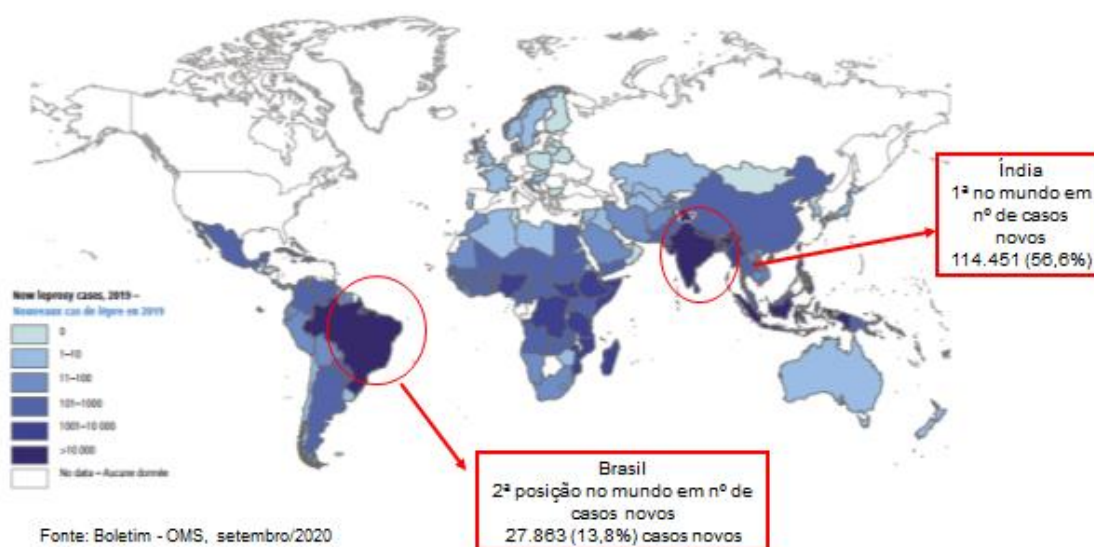 Índia
1ª no mundo em
nº de casos
novos
114.451 (56,6%)
New leprosy cases, 2019 –
Nouveaux cas de lèpre en 2019
0
1–10
11–100
101–1000
1001–10 000
>10 000
No data – Aucune donnée
Brasil
2ª posição no mundo em nº de
casos novos
27.863 (13,8%) casos novos
Fonte: Boletim - OMS, setembro/2020